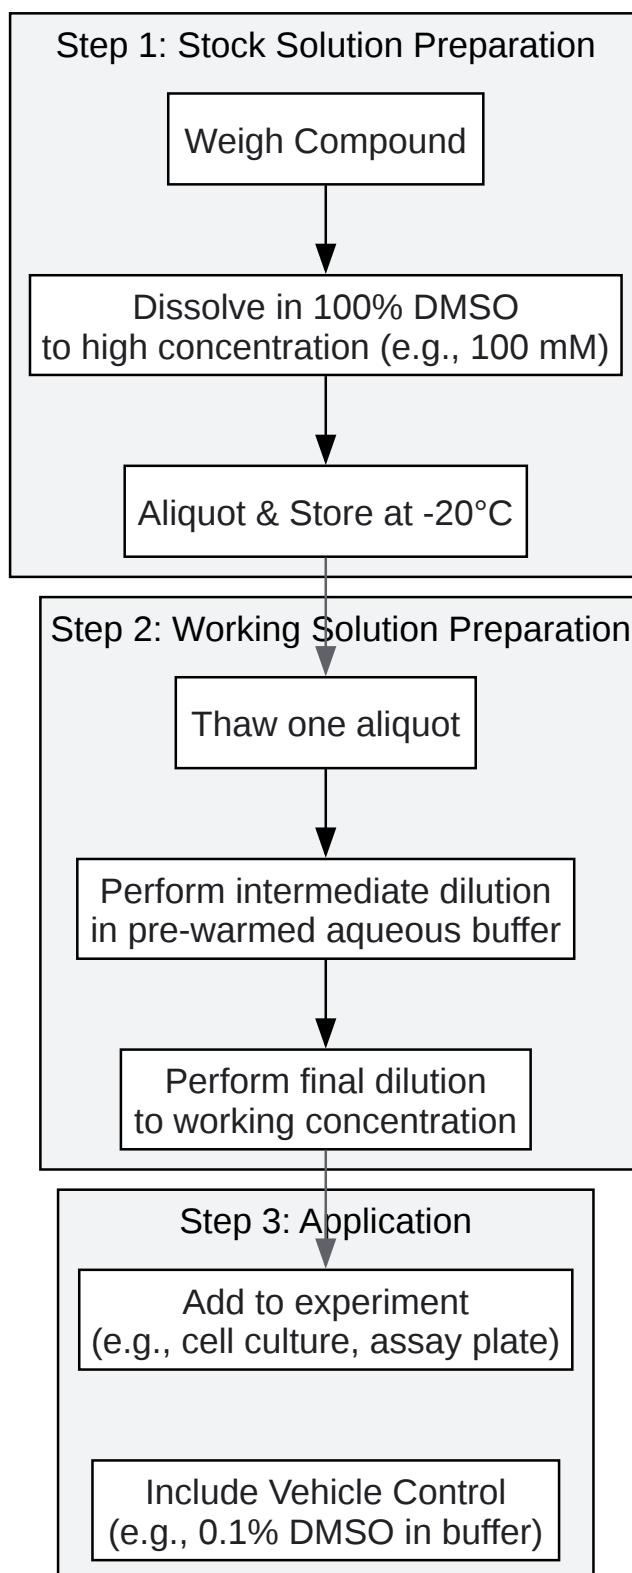 Step 1: Stock Solution Preparation
Weigh Compound
Dissolve in 100% DMSO
to high concentration (e.g., 100 mM)
Aliquot & Store at -20°C
Step 2: Working Solution Preparation
Thaw one aliquot
Perform intermediate dilution
in pre-warmed aqueous buffer
Perform final dilution
to working concentration
Step 3: Application
Add to experiment
(e.g., cell culture, assay plate)
Include Vehicle Control
(e.g., 0.1% DMSO in buffer)